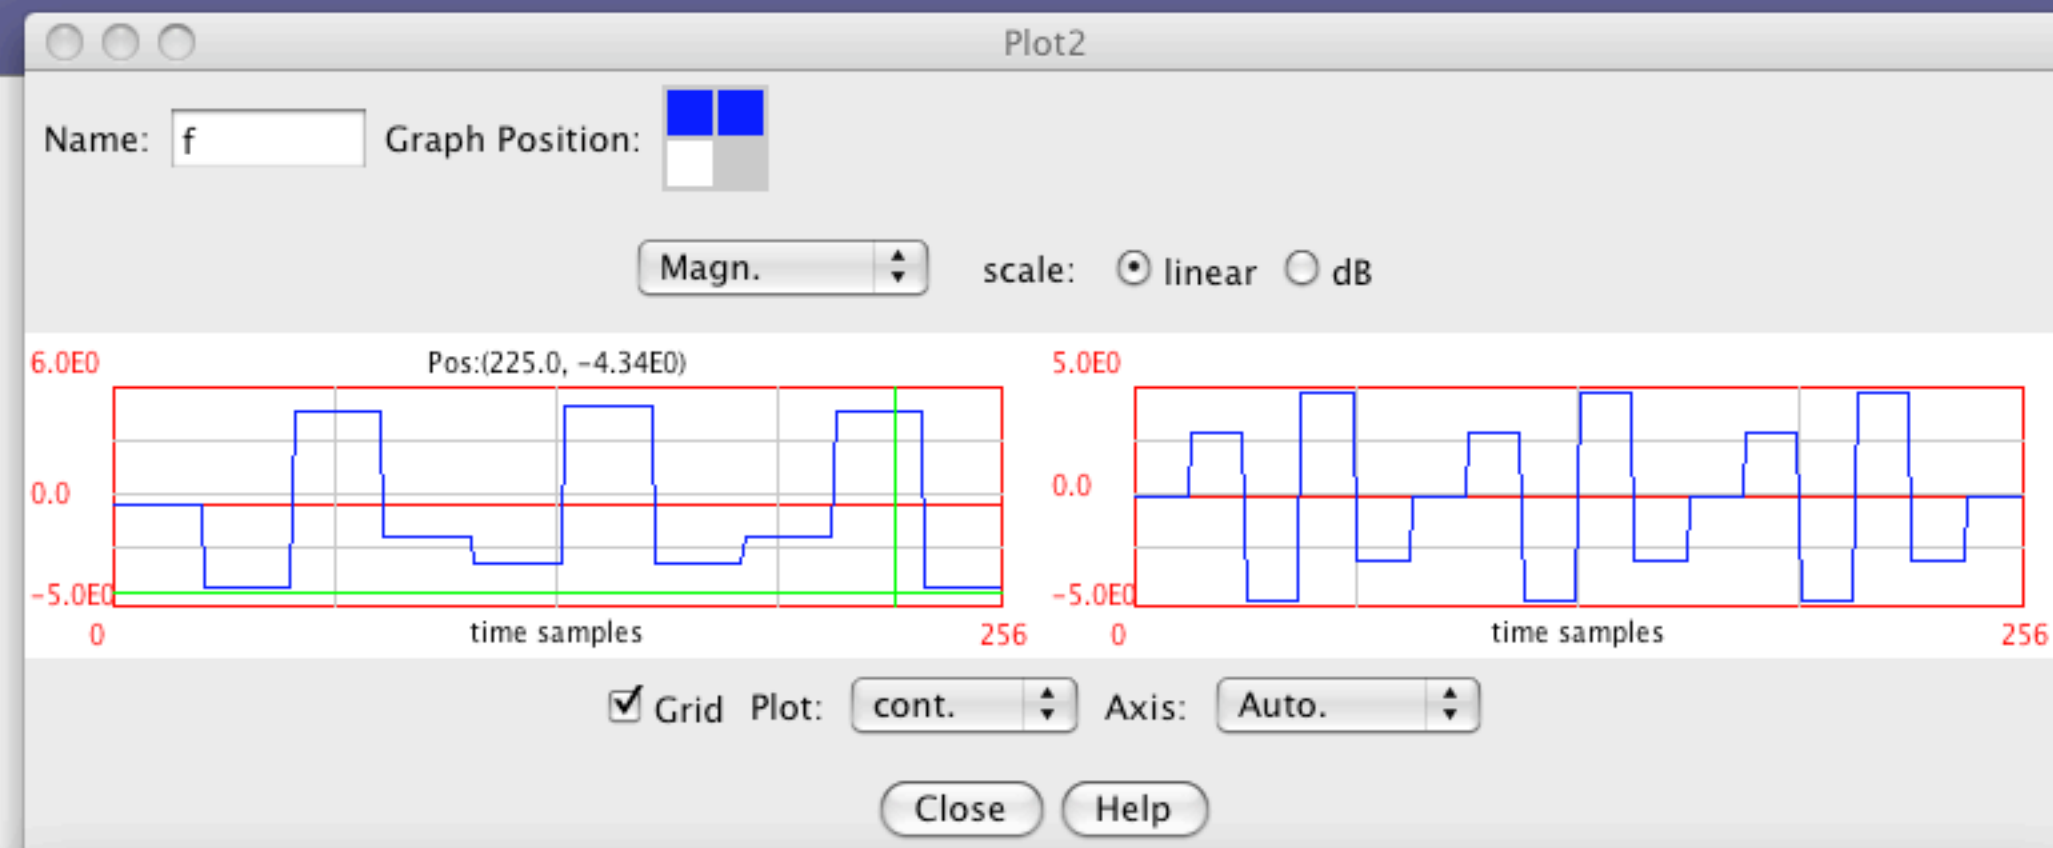 Plot2
Name: f Graph Position:
Magn. scale: linear dB
6.0E0 Pos:(225.0, −4.34E0) 5.0E0
0.0 0.0
−5.0E0 −5.0E0
0 time samples 256 0 time samples 256
Grid Plot: cont. Axis: Auto.
Close Help